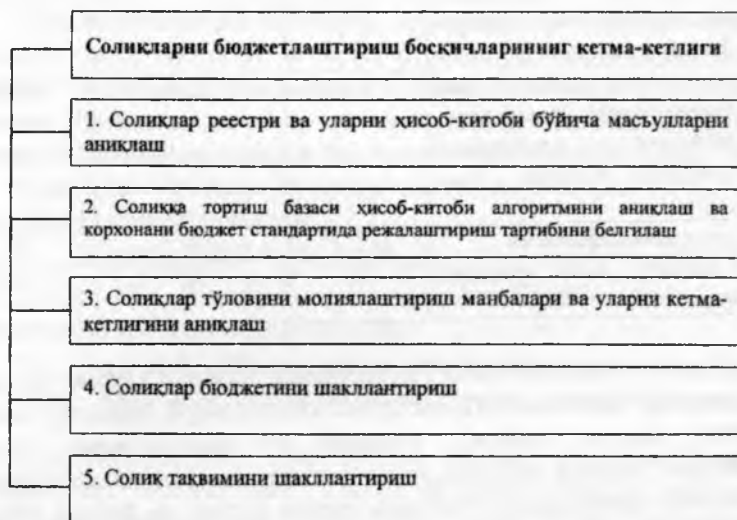 Солиқларни бюджетлаштириш босқичларининг кетма-кетлиги
1. Солиқлар реестри ва уларни ҳисоб-китоби бўйича масъулларни
аниқлаш
2. Солиққа тортиш базаси ҳисоб-китоби алгоритмини аниқлаш ва
корхонани бюджет стандартида режалаштириш тартибини белгилаш
3. Солиқлар тўловини молиялаштириш манбалари ва уларни кетма-
кетлигини аниқлаш
4. Солиқлар бюджетини шакллантириш
5. Солиқ тақвимини шакллантириш